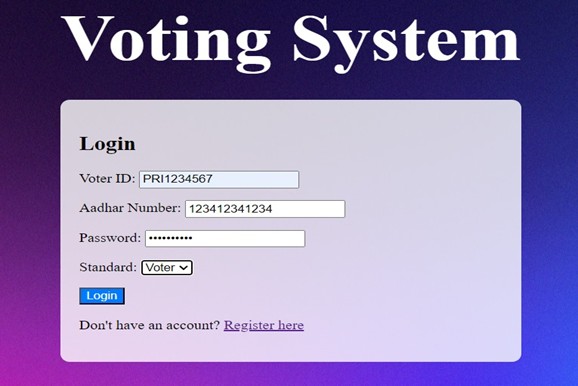 Voting System
Login
Voter ID: PRI1234567
Aadhar Number: 123412341234
Password: ••••••••••
Standard: Voter
Login
Don't have an account? Register here